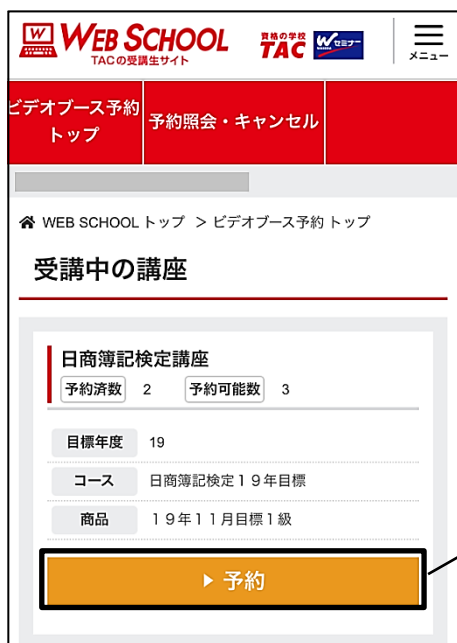 WEB SCHOOL
TACの受講生サイト
資格の学校
TAC Wセミナー
メニュー
ビデオブース予約
トップ
予約照会・キャンセル
WEB SCHOOL トップ ＞ ビデオブース予約 トップ
受講中の講座
日商簿記検定講座
予約済数 2 予約可能数 3
目標年度 19
コース 日商簿記検定１９年目標
商品 １９年１１月目標１級
予約